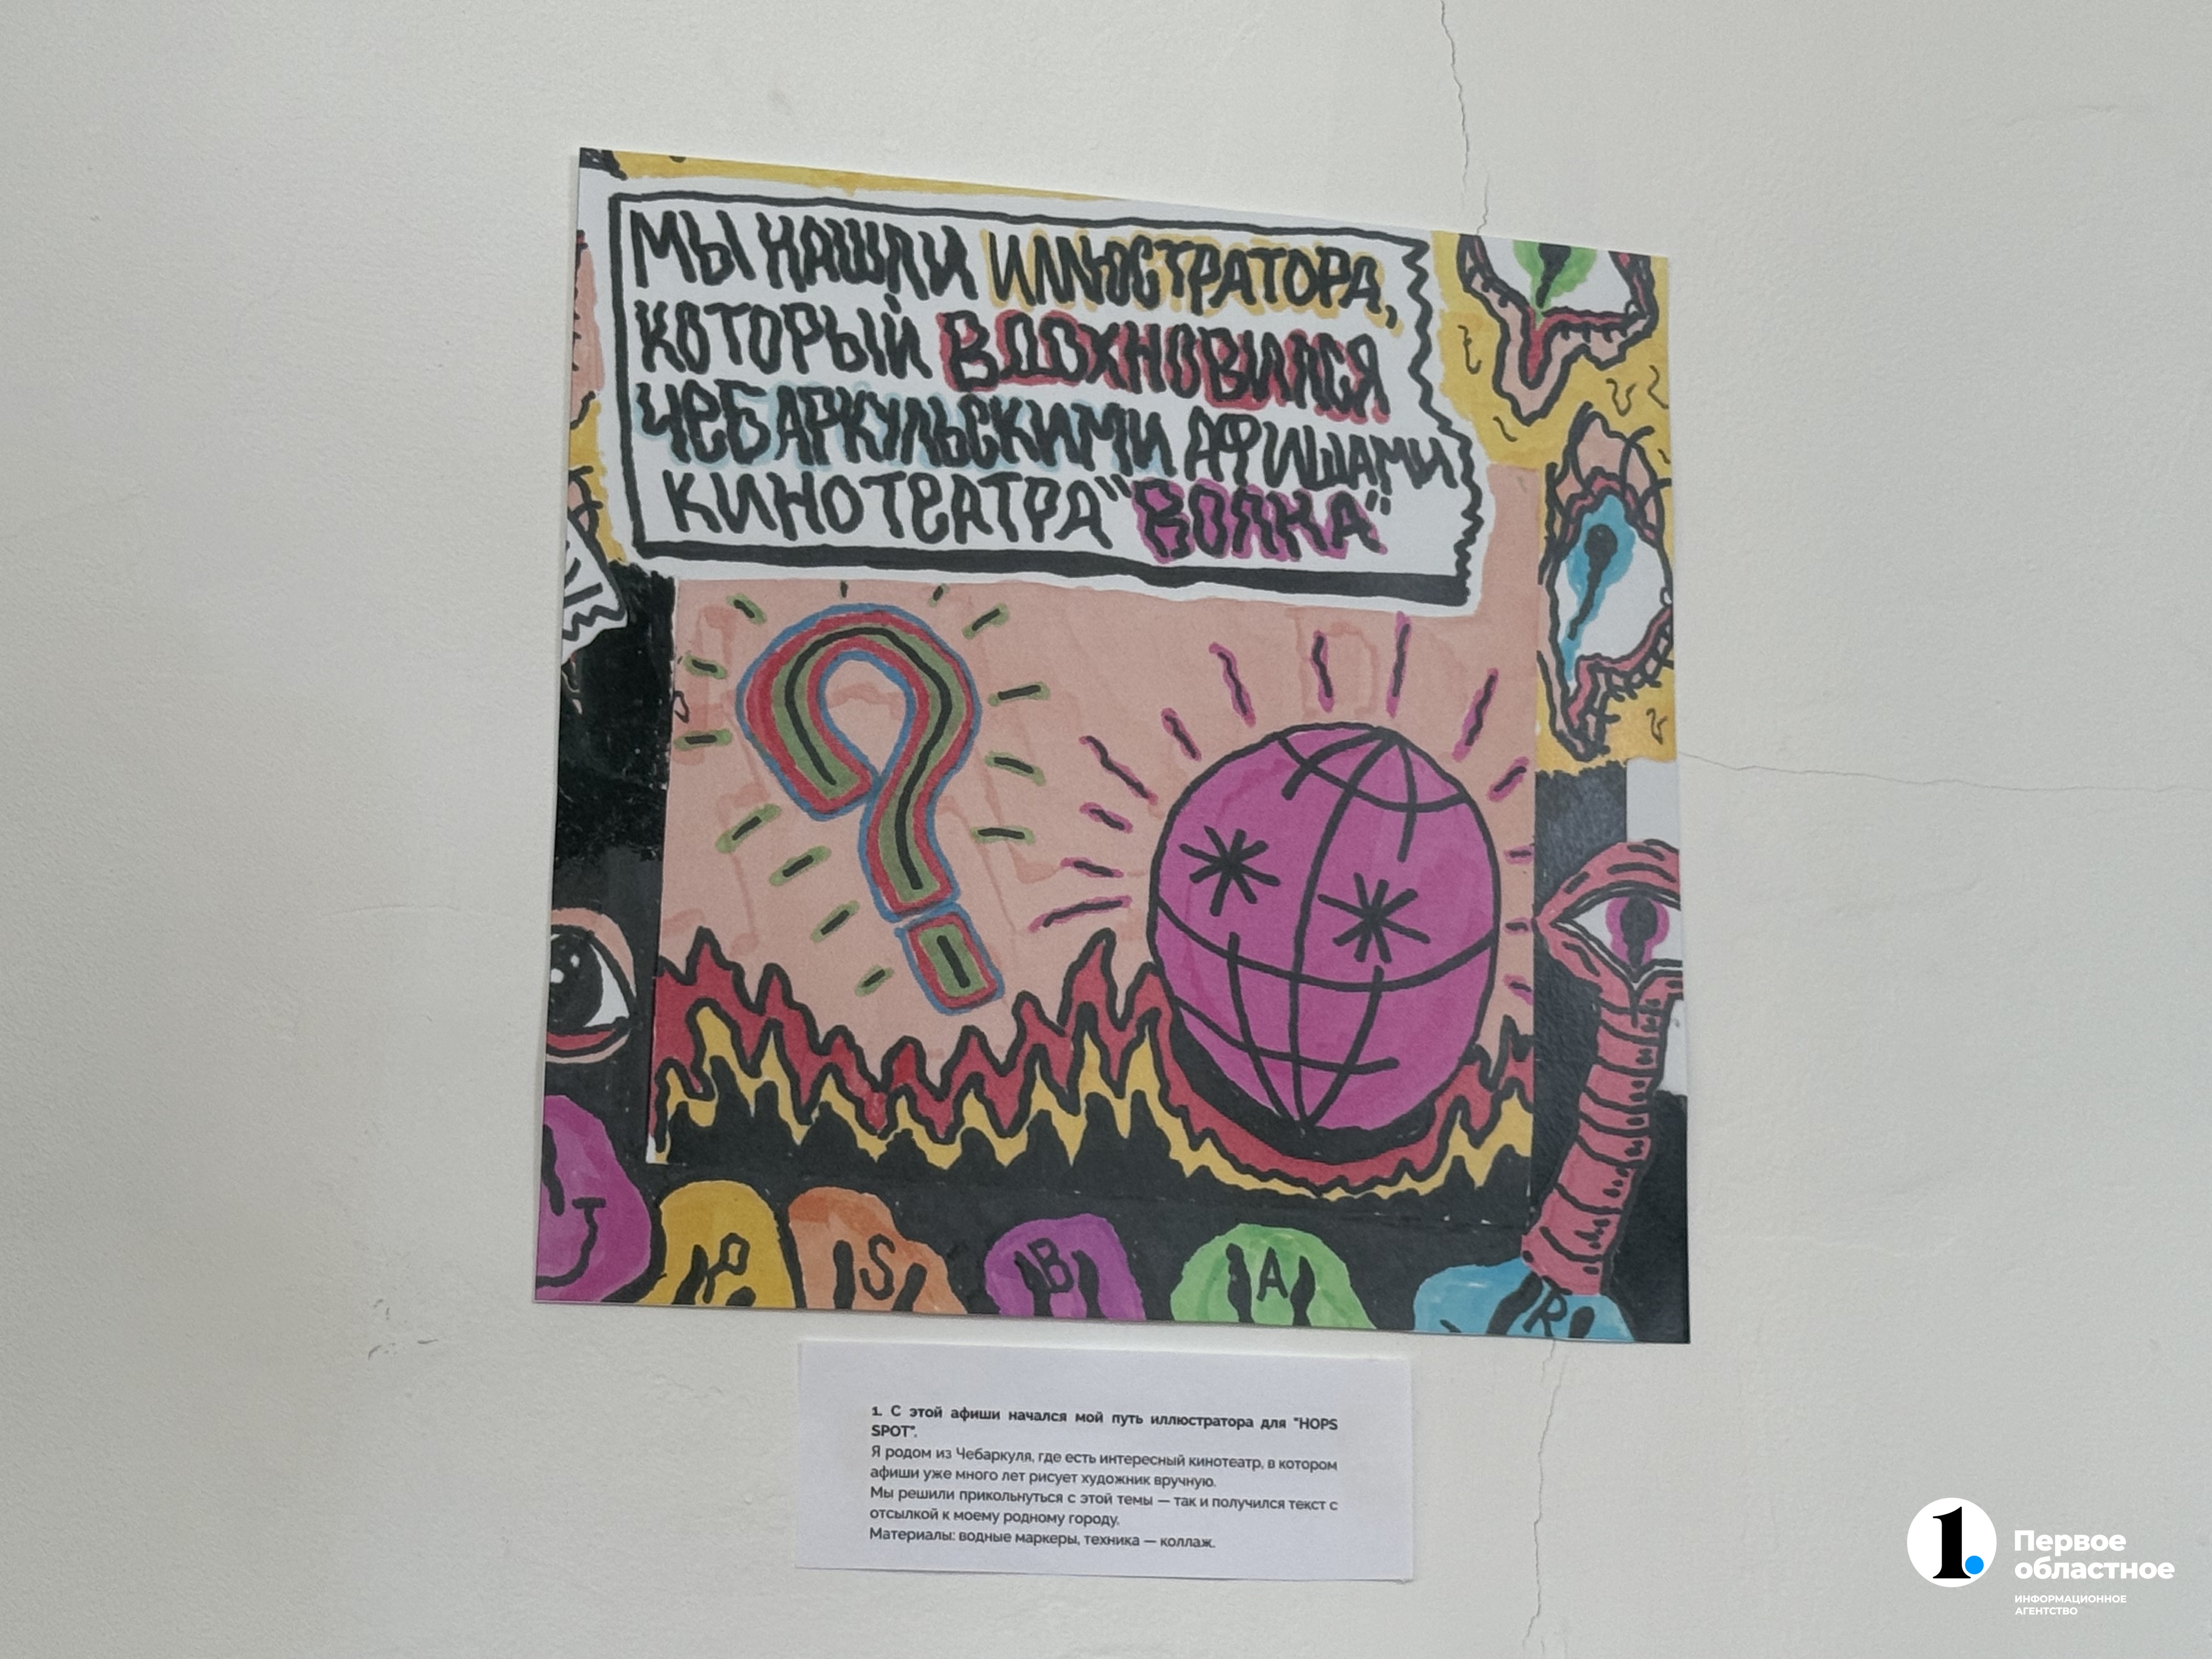 МЫ НАШЛИ ИЛЛЮСТРАТОРА,
КОТОРЫЙ ВДОХНОВИЛСЯ
ЧЕБАРКУЛЬСКИМИ АФИШАМИ
КИНОТЕАТРА "ВОЛНА"
?
J
P
S
B
A
R
1. С этой афиши начался мой путь иллюстратора для "HOPS
SPOT".
Я родом из Чебаркуля, где есть интересный кинотеатр, в котором
афиши уже много лет рисует художник вручную.
Мы решили прикольнуться с этой темы — так и получился текст с
отсылкой к моему родному городу.
Материалы: водные маркеры, техника — коллаж.
1.
Первое
областное
ИНФОРМАЦИОННОЕ
АГЕНТСТВО